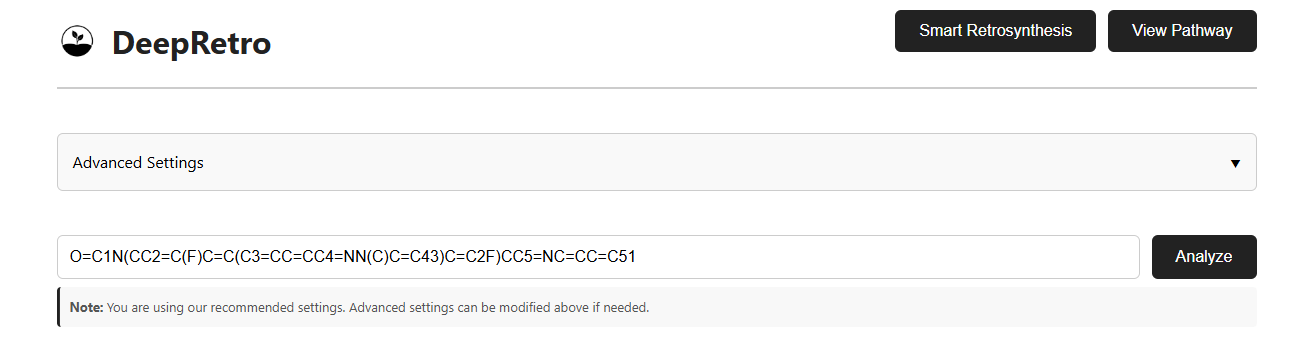 DeepRetro
Smart Retrosynthesis
View Pathway
Advanced Settings
O=C1N(CC2=C(F)C=C(C3=CC=CC4=NN(C)C=C43)C=C2F)CC5=NC=CC=C51
Analyze
Note: You are using our recommended settings. Advanced settings can be modified above if needed.